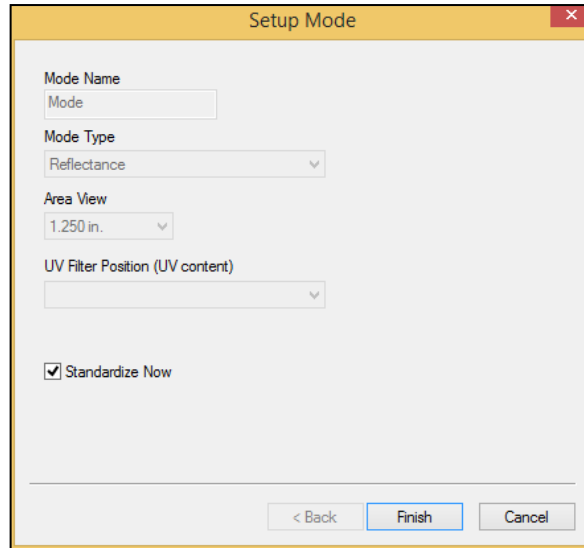 Setup Mode
Mode Name
Mode
Mode Type
Reflectance
Area View
1.250 in.
UV Filter Position (UV content)
Standardize Now
< Back Finish Cancel